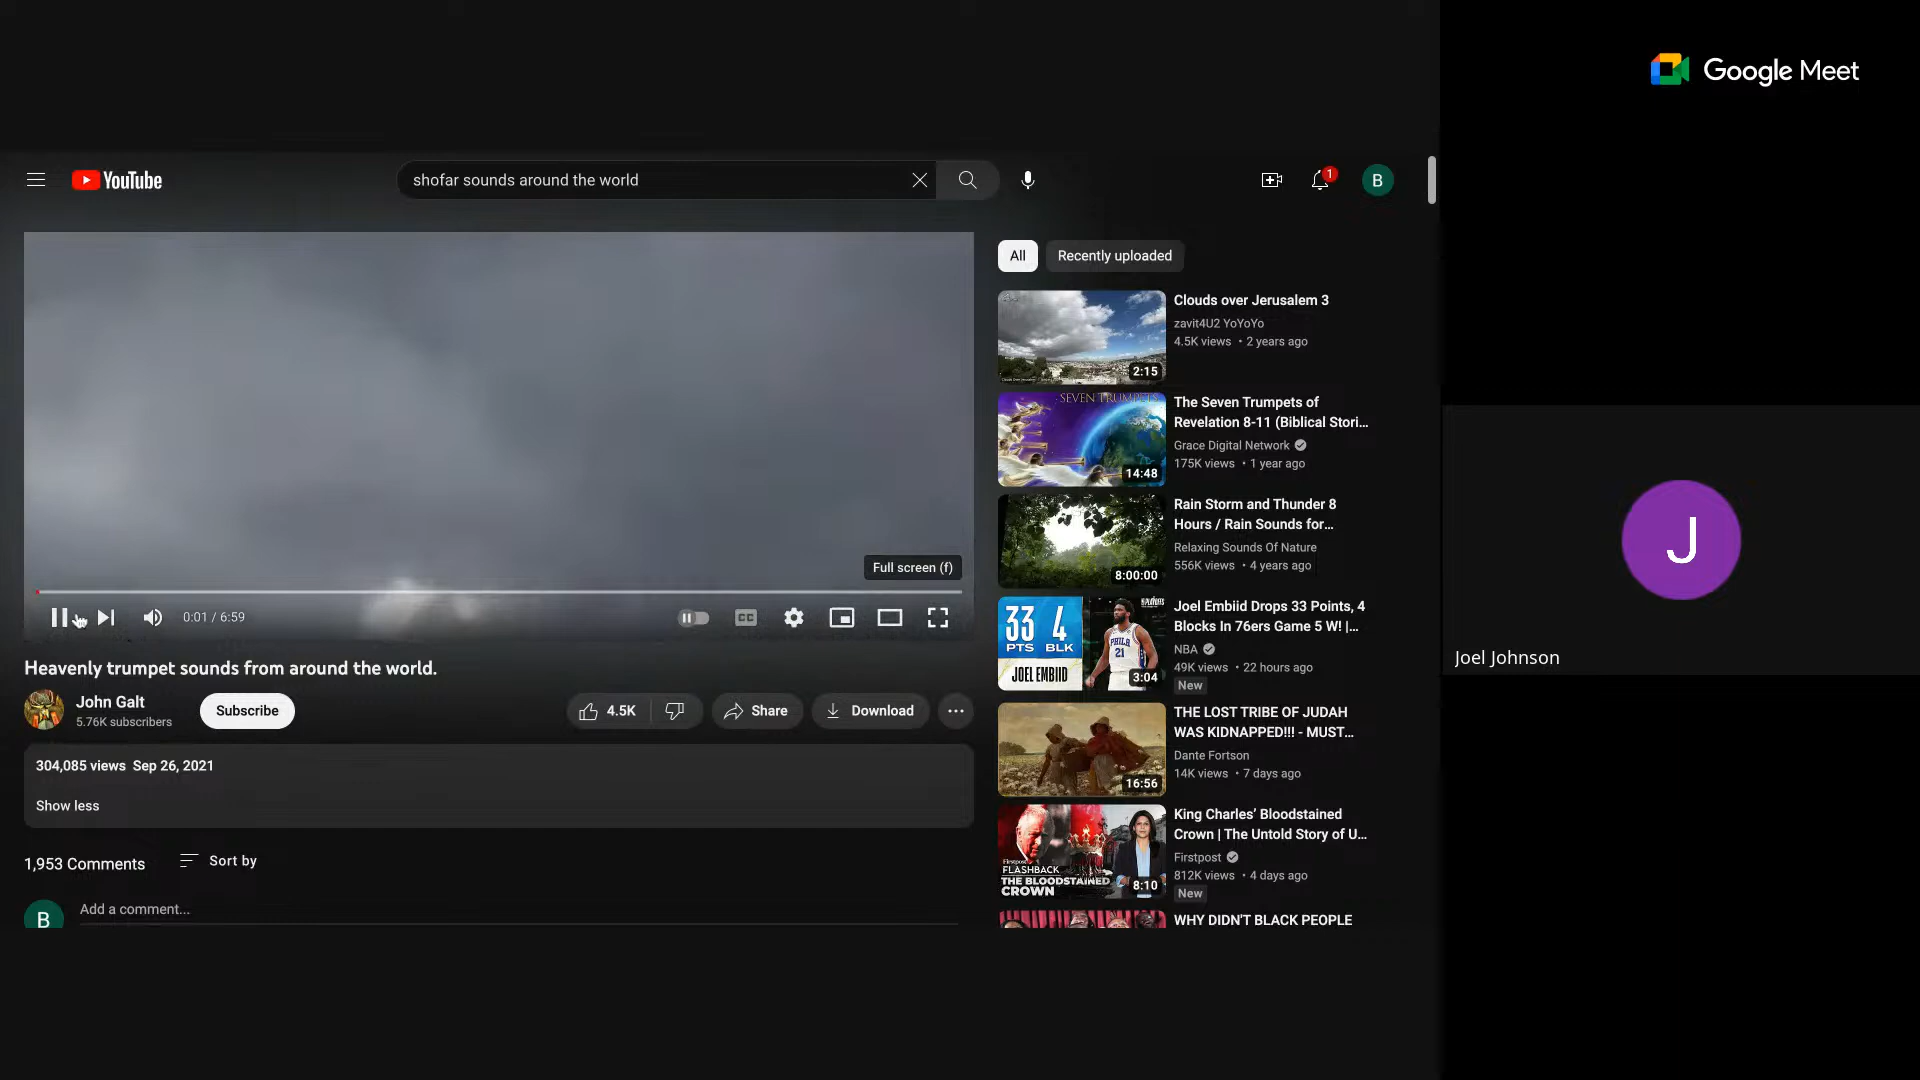 Google Meet
YouTube
shofar sounds around the world
1
B
Full screen (f)
0:01 / 6:59
CC
Heavenly trumpet sounds from around the world.
John Galt
5.76K subscribers
Subscribe
4.5K
Share
Download
304,085 views Sep 26, 2021
Show less
1,953 Comments
Sort by
B
Add a comment...
All
Recently uploaded
2:15
Clouds over Jerusalem 3
zavit4U2 YoYoYo
4.5K views • 2 years ago
SEVEN TRUMPETS
14:48
The Seven Trumpets of
Revelation 8-11 (Biblical Stori...
Grace Digital Network
175K views • 1 year ago
8:00:00
Rain Storm and Thunder 8
Hours / Rain Sounds for...
Relaxing Sounds Of Nature
556K views • 4 years ago
33 4
PTS BLK
JOEL EMBIID
PHILA
21
3:04
Joel Embiid Drops 33 Points, 4
Blocks In 76ers Game 5 W! |...
NBA
49K views • 22 hours ago
New
16:56
THE LOST TRIBE OF JUDAH
WAS KIDNAPPED!!! - MUST...
Dante Fortson
14K views • 7 days ago
Firstpost
FLASHBACK
THE BLOODSTAINED
CROWN
8:10
King Charles’ Bloodstained
Crown | The Untold Story of U...
Firstpost
812K views • 4 days ago
New
WHY DIDN'T BLACK PEOPLE
J
Joel Johnson